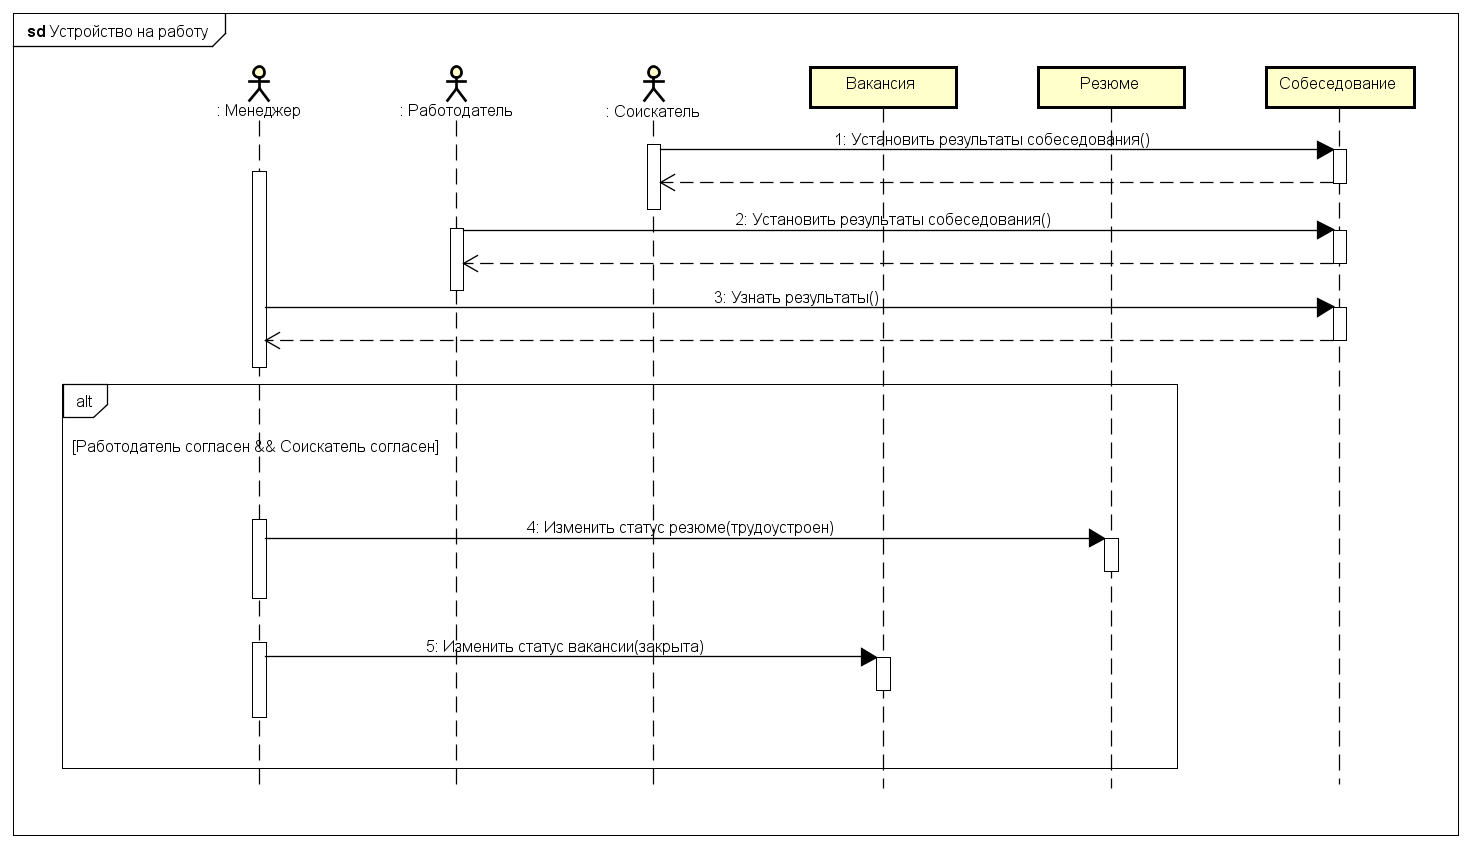 sd Устройство на работу
: Менеджер
: Работодатель
: Соискатель
Вакансия
Резюме
Собеседование
1: Установить результаты собеседования()
2: Установить результаты собеседования()
3: Узнать результаты()
alt
[Работодатель согласен && Соискатель согласен]
4: Изменить статус резюме(трудоустроен)
5: Изменить статус вакансии(закрыта)